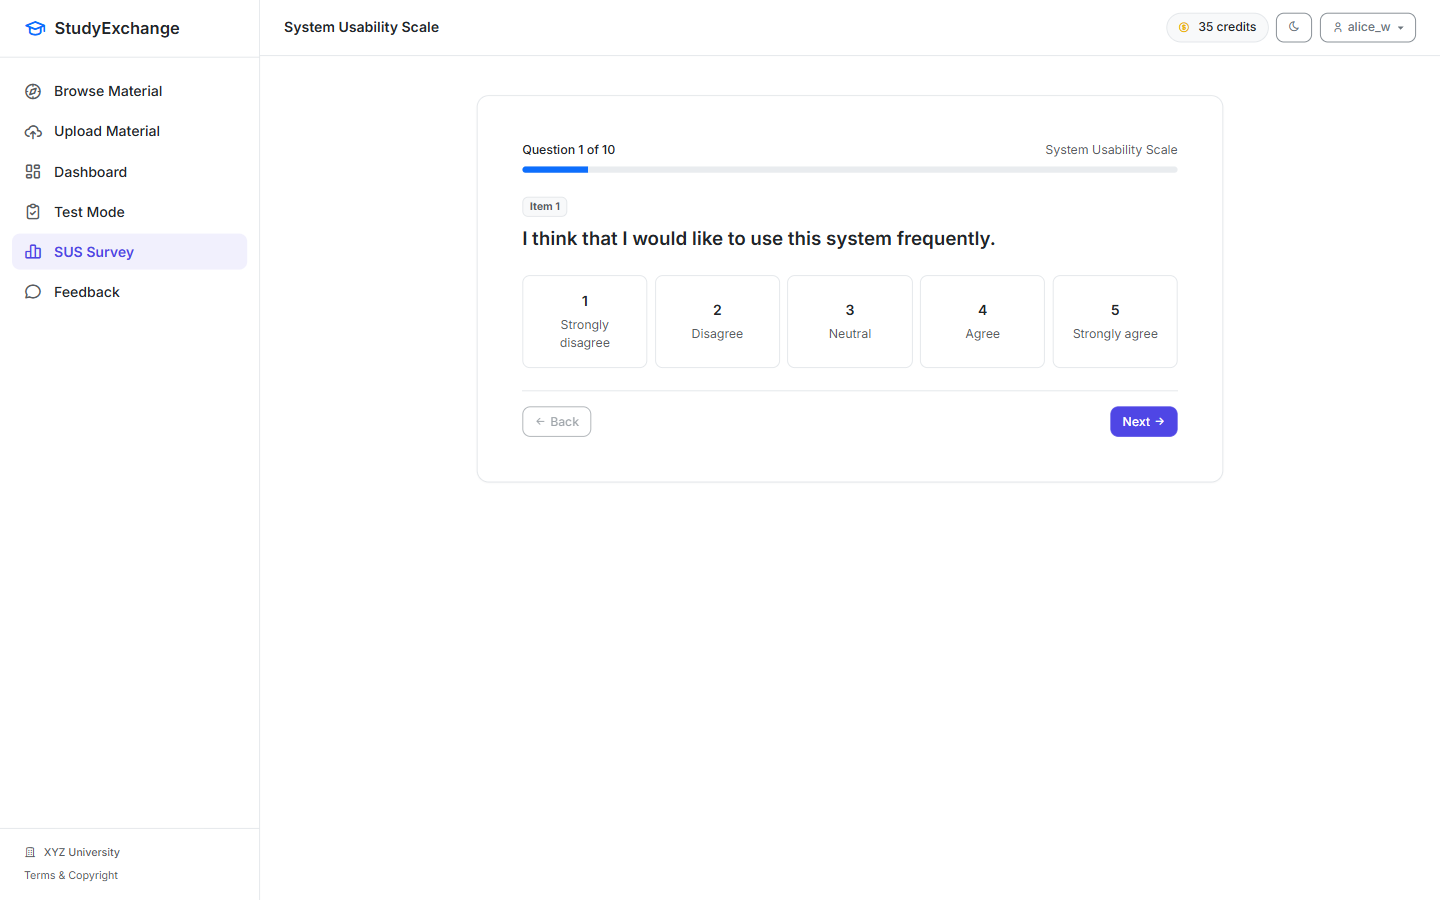 StudyExchange
System Usability Scale
35 credits
alice_w
Browse Material
Upload Material
Dashboard
Test Mode
SUS Survey
Feedback
Question 1 of 10
System Usability Scale
Item 1
I think that I would like to use this system frequently.
1
Strongly
disagree
2
Disagree
3
Neutral
4
Agree
5
Strongly agree
← Back
Next →
XYZ University
Terms & Copyright